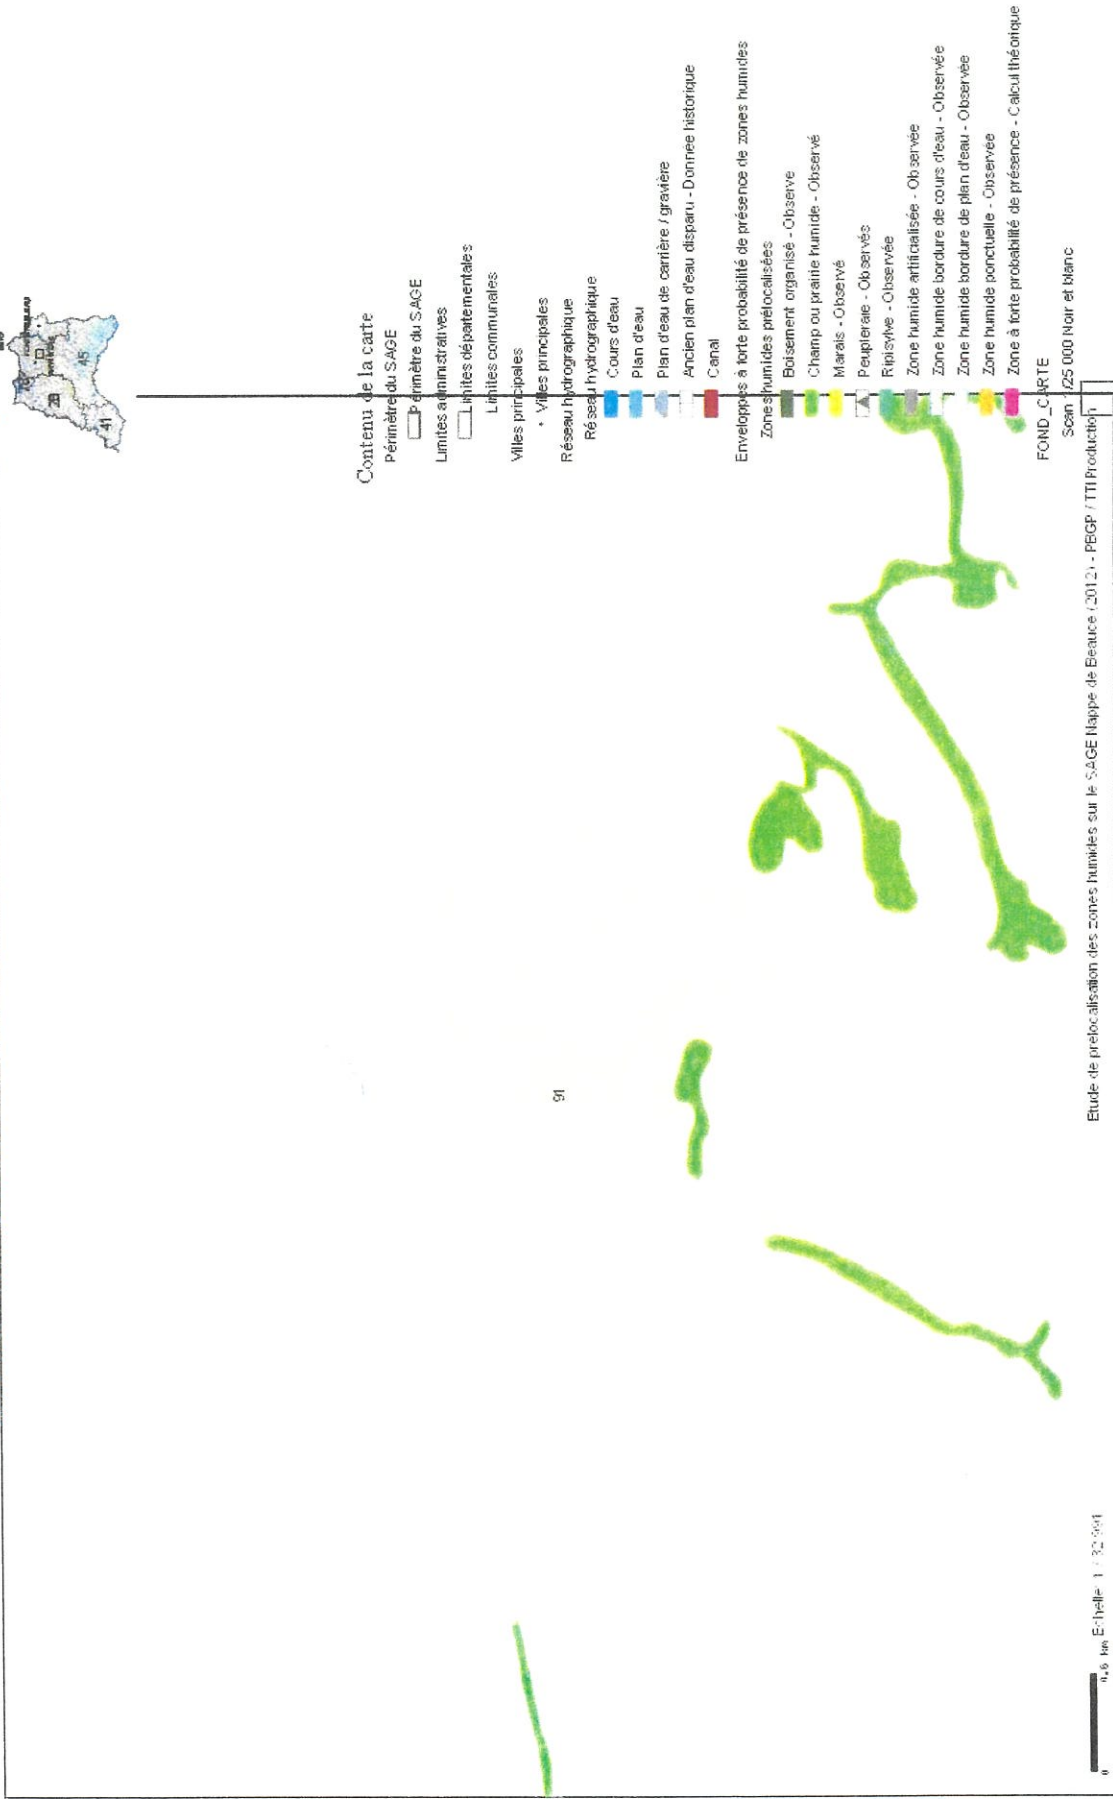 28
45
41
Contenu de la carte
Périmètre du SAGE
Périmètre du SAGE
Limites administratives
Limites départementales
Limites communales
Villes principales
• Villes principales
Réseau hydrographique
Réseau hydrographique
Cours d'eau
Plan d'eau
Plan d'eau de carrière / gravière
Ancien plan d'eau disparu - Donnée historique
Canal
Enveloppes à forte probabilité de présence de zones humides
Zones humides prélocalisées
Boisement organisé - Observé
Champ ou prairie humide - Observé
Marais - Observé
Peupleraie - Observés
Ripisylve - Observée
Zone humide artificialisée - Observée
Zone humide bordure de cours d'eau - Observée
Zone humide bordure de plan d'eau - Observée
Zone humide ponctuelle - Observée
Zone à forte probabilité de présence - Calcul théorique
FOND_CARTE
Scan 1/25 000 Noir et blanc
91
0 0,6 km Echelle 1 /
Etude de prélocalisation des zones humides sur le SAGE Nappe de Beauce (2012) - PBGP / TTI Production